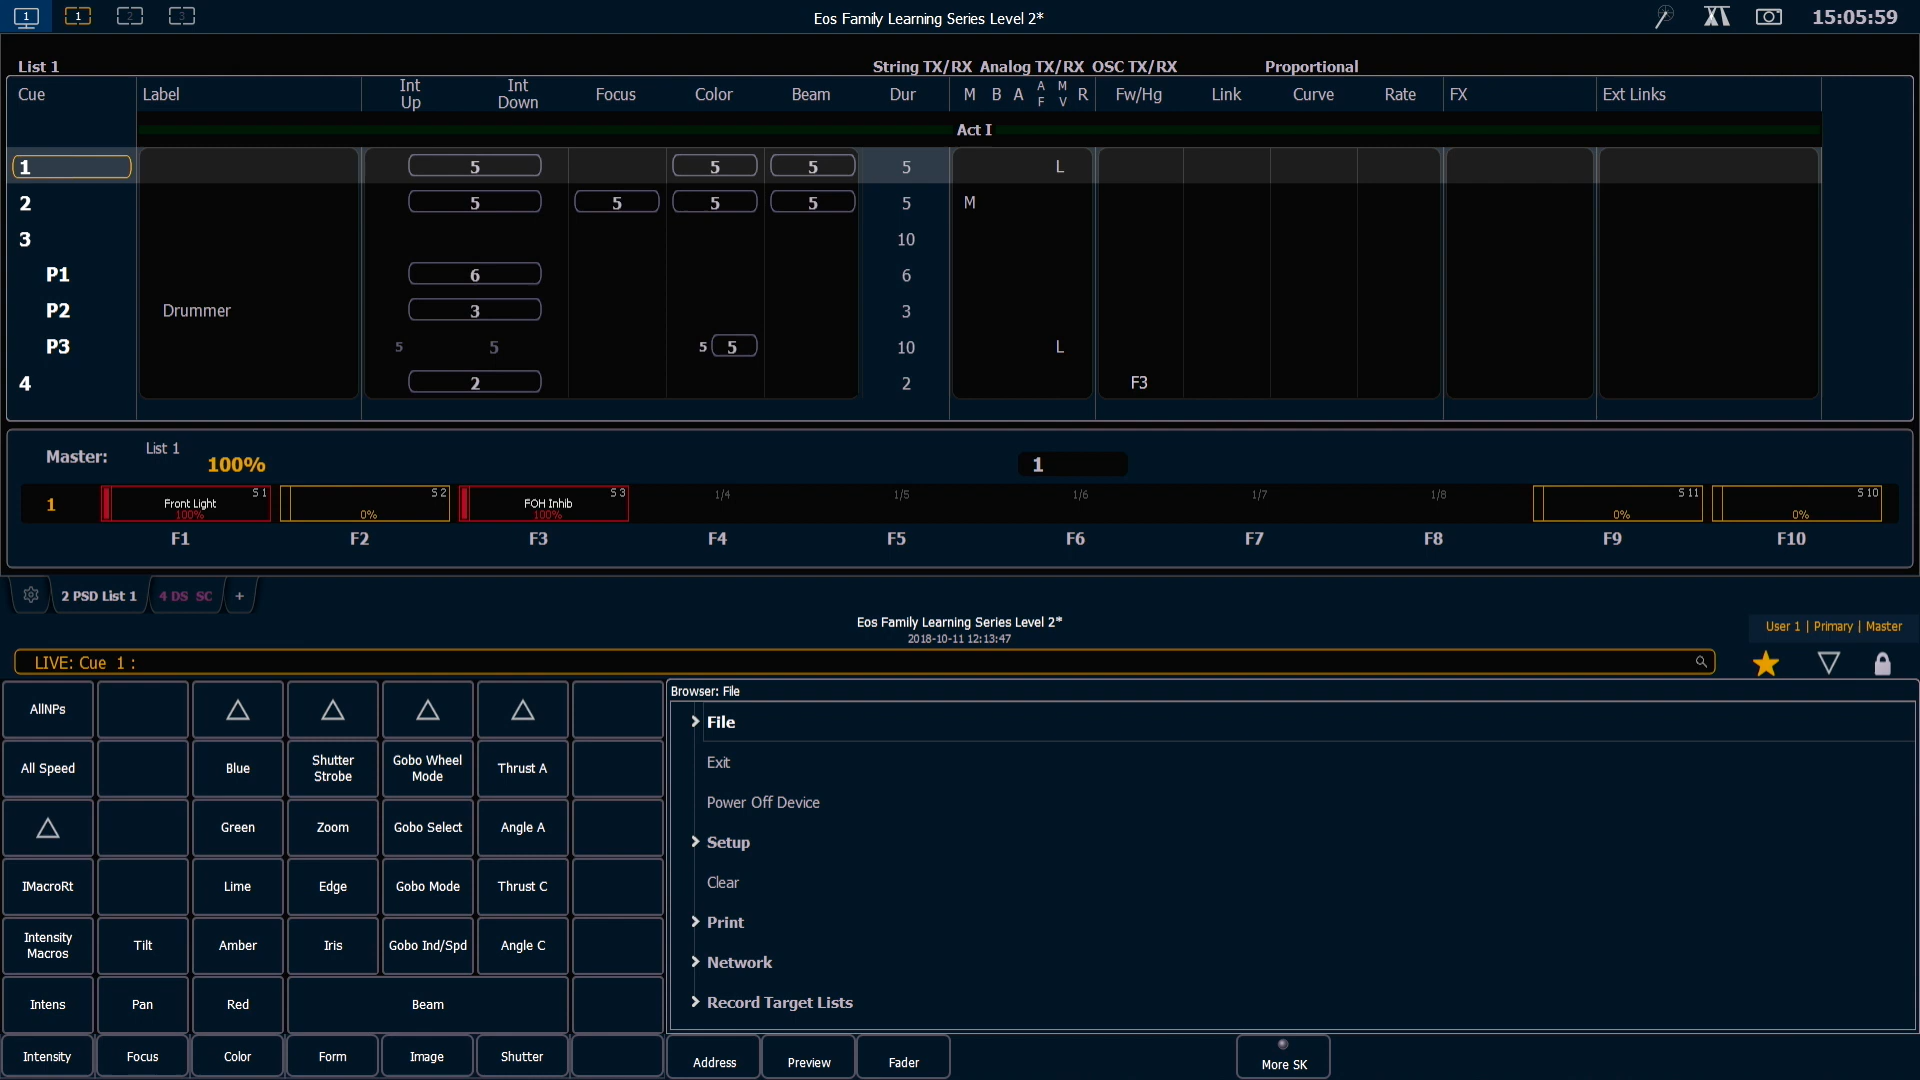 1 1 2 3 Eos Family Learning Series Level 2* 15:05:59
List 1 String TX/RX Analog TX/RX OSC TX/RX Proportional
Cue Label Int Up Int Down Focus Color Beam Dur M B A AF MV R Fw/Hg Link Curve Rate FX Ext Links
Act I
1 5 5 5 5 L
2 5 5 5 5 5 M
3 10
P1 6 6
P2 Drummer 3 3
P3 5 5 5 5 10 L
4 2 2 F3
Master: List 1 100% 1
1 Front Light S 1 100% S 2 0% FOH Inhib S 3 100% 1/4 1/5 1/6 1/7 1/8 S 11 0% S 10 0%
F1 F2 F3 F4 F5 F6 F7 F8 F9 F10
2 PSD List 1 4 DS SC +
Eos Family Learning Series Level 2*
2018-10-11 12:13:47
User 1 | Primary | Master
LIVE: Cue 1 :
AllNPs
All Speed Blue Shutter Strobe Gobo Wheel Mode Thrust A
Green Zoom Gobo Select Angle A
IMacroRt Lime Edge Gobo Mode Thrust C
Intensity Macros Tilt Amber Iris Gobo Ind/Spd Angle C
Intens Pan Red Beam
Intensity Focus Color Form Image Shutter
Browser: File
File
Exit
Power Off Device
Setup
Clear
Print
Network
Record Target Lists
Address Preview Fader More SK